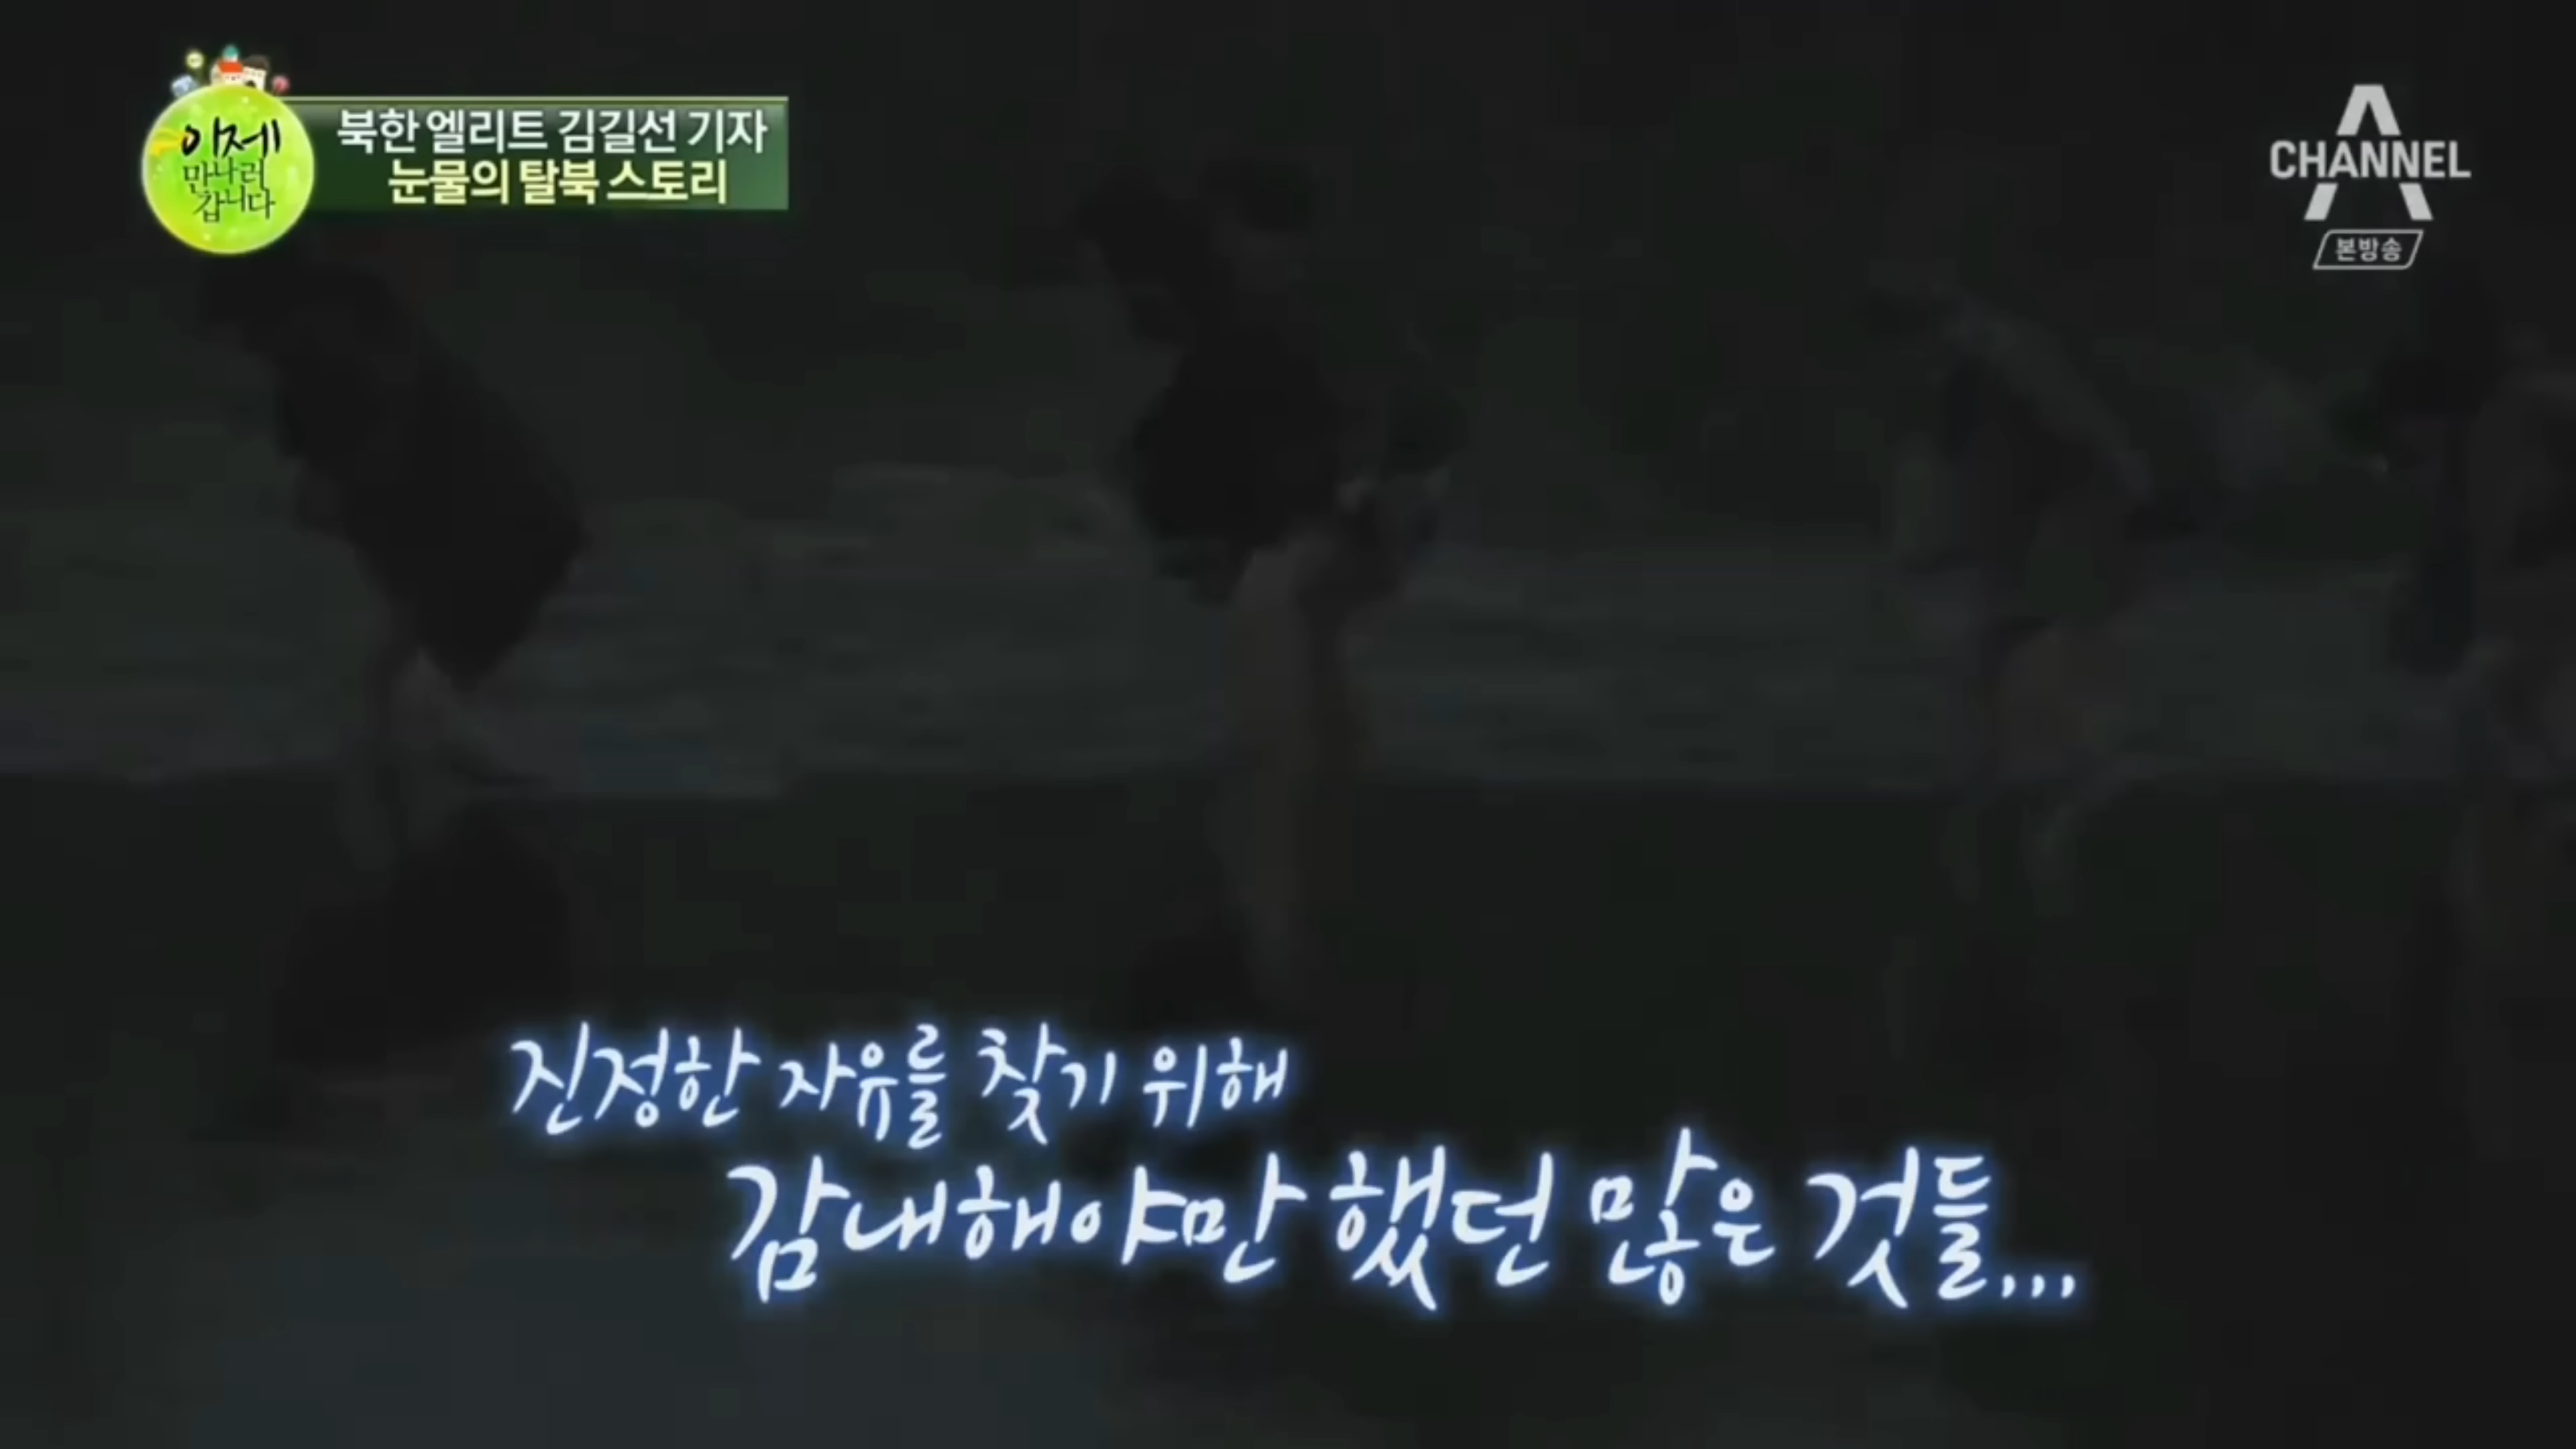 이제
만나러
갑니다
북한 엘리트 김길선 기자
눈물의 탈북 스토리
CHANNEL A
본방송
진정한 자유를 찾기 위해
감내해야만 했던 많은 것들...